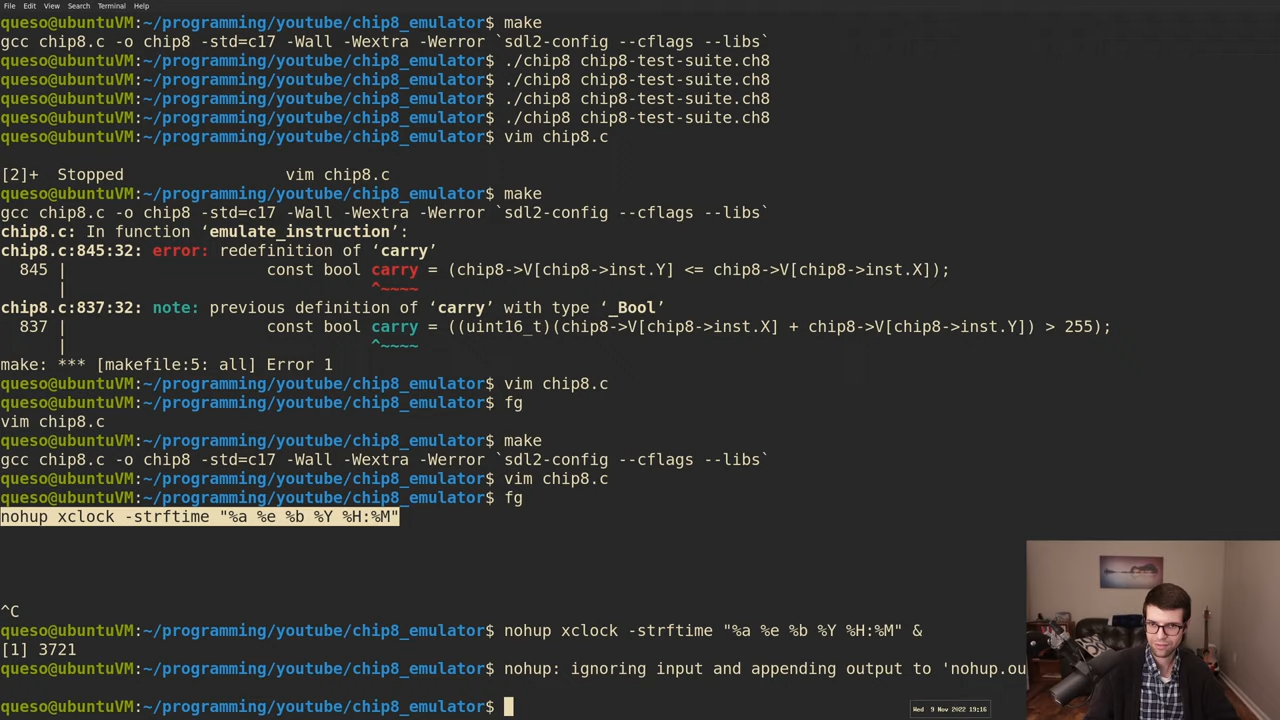 File Edit View Search Terminal Help
queso@ubuntuVM:~/programming/youtube/chip8_emulator$ make
gcc chip8.c -o chip8 -std=c17 -Wall -Wextra -Werror `sdl2-config --cflags --libs`
queso@ubuntuVM:~/programming/youtube/chip8_emulator$ ./chip8 chip8-test-suite.ch8
queso@ubuntuVM:~/programming/youtube/chip8_emulator$ ./chip8 chip8-test-suite.ch8
queso@ubuntuVM:~/programming/youtube/chip8_emulator$ ./chip8 chip8-test-suite.ch8
queso@ubuntuVM:~/programming/youtube/chip8_emulator$ ./chip8 chip8-test-suite.ch8
queso@ubuntuVM:~/programming/youtube/chip8_emulator$ vim chip8.c
[2]+  Stopped                 vim chip8.c
queso@ubuntuVM:~/programming/youtube/chip8_emulator$ make
gcc chip8.c -o chip8 -std=c17 -Wall -Wextra -Werror `sdl2-config --cflags --libs`
chip8.c: In function ‘emulate_instruction’:
chip8.c:845:32: error: redefinition of ‘carry’
  845 |                     const bool carry = (chip8->V[chip8->inst.Y] <= chip8->V[chip8->inst.X]);
      |                                ^~~~~
chip8.c:837:32: note: previous definition of ‘carry’ with type ‘_Bool’
  837 |                     const bool carry = ((uint16_t)(chip8->V[chip8->inst.X] + chip8->V[chip8->inst.Y]) > 255);
      |                                ^~~~~
make: *** [makefile:5: all] Error 1
queso@ubuntuVM:~/programming/youtube/chip8_emulator$ vim chip8.c
queso@ubuntuVM:~/programming/youtube/chip8_emulator$ fg
vim chip8.c
queso@ubuntuVM:~/programming/youtube/chip8_emulator$ make
gcc chip8.c -o chip8 -std=c17 -Wall -Wextra -Werror `sdl2-config --cflags --libs`
queso@ubuntuVM:~/programming/youtube/chip8_emulator$ vim chip8.c
queso@ubuntuVM:~/programming/youtube/chip8_emulator$ fg
nohup xclock -strftime "%a %e %b %Y %H:%M"
^C
queso@ubuntuVM:~/programming/youtube/chip8_emulator$ nohup xclock -strftime "%a %e %b %Y %H:%M" &
[1] 3721
queso@ubuntuVM:~/programming/youtube/chip8_emulator$ nohup: ignoring input and appending output to 'nohup.ou
queso@ubuntuVM:~/programming/youtube/chip8_emulator$
Wed  9 Nov 2022 19:16